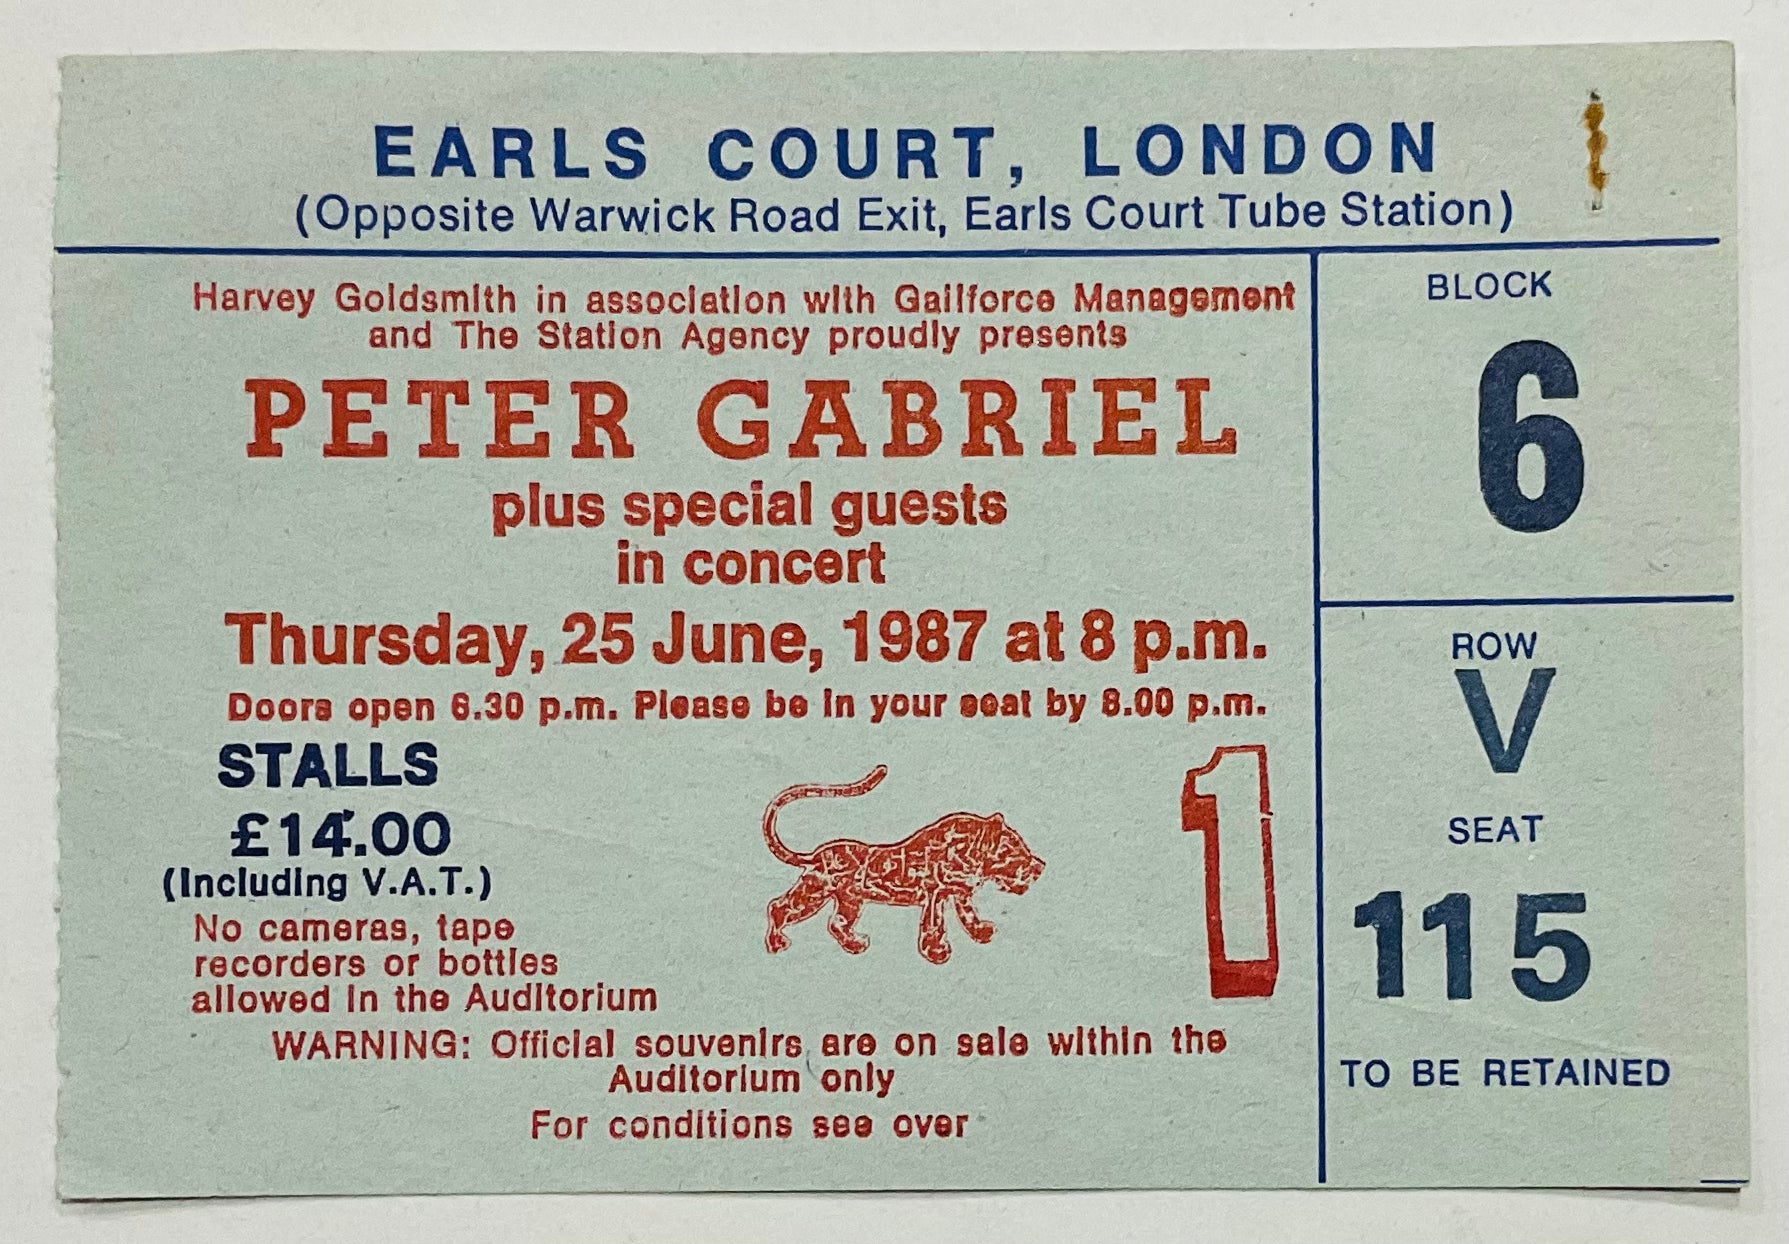 EARLS COURT, LONDON
(Opposite Warwick Road Exit, Earls Court Tube Station)
Harvey Goldsmith in association with Gailforce Management
and The Station Agency proudly presents
PETER GABRIEL
plus special guests
in concert
Thursday, 25 June, 1987 at 8 p.m.
Doors open 6.30 p.m. Please be in your seat by 8.00 p.m.
STALLS
£14.00
(Including V.A.T.)
No cameras, tape
recorders or bottles
allowed in the Auditorium
1
WARNING: Official souvenirs are on sale within the
Auditorium only
For conditions see over
BLOCK
6
ROW
V
SEAT
115
TO BE RETAINED